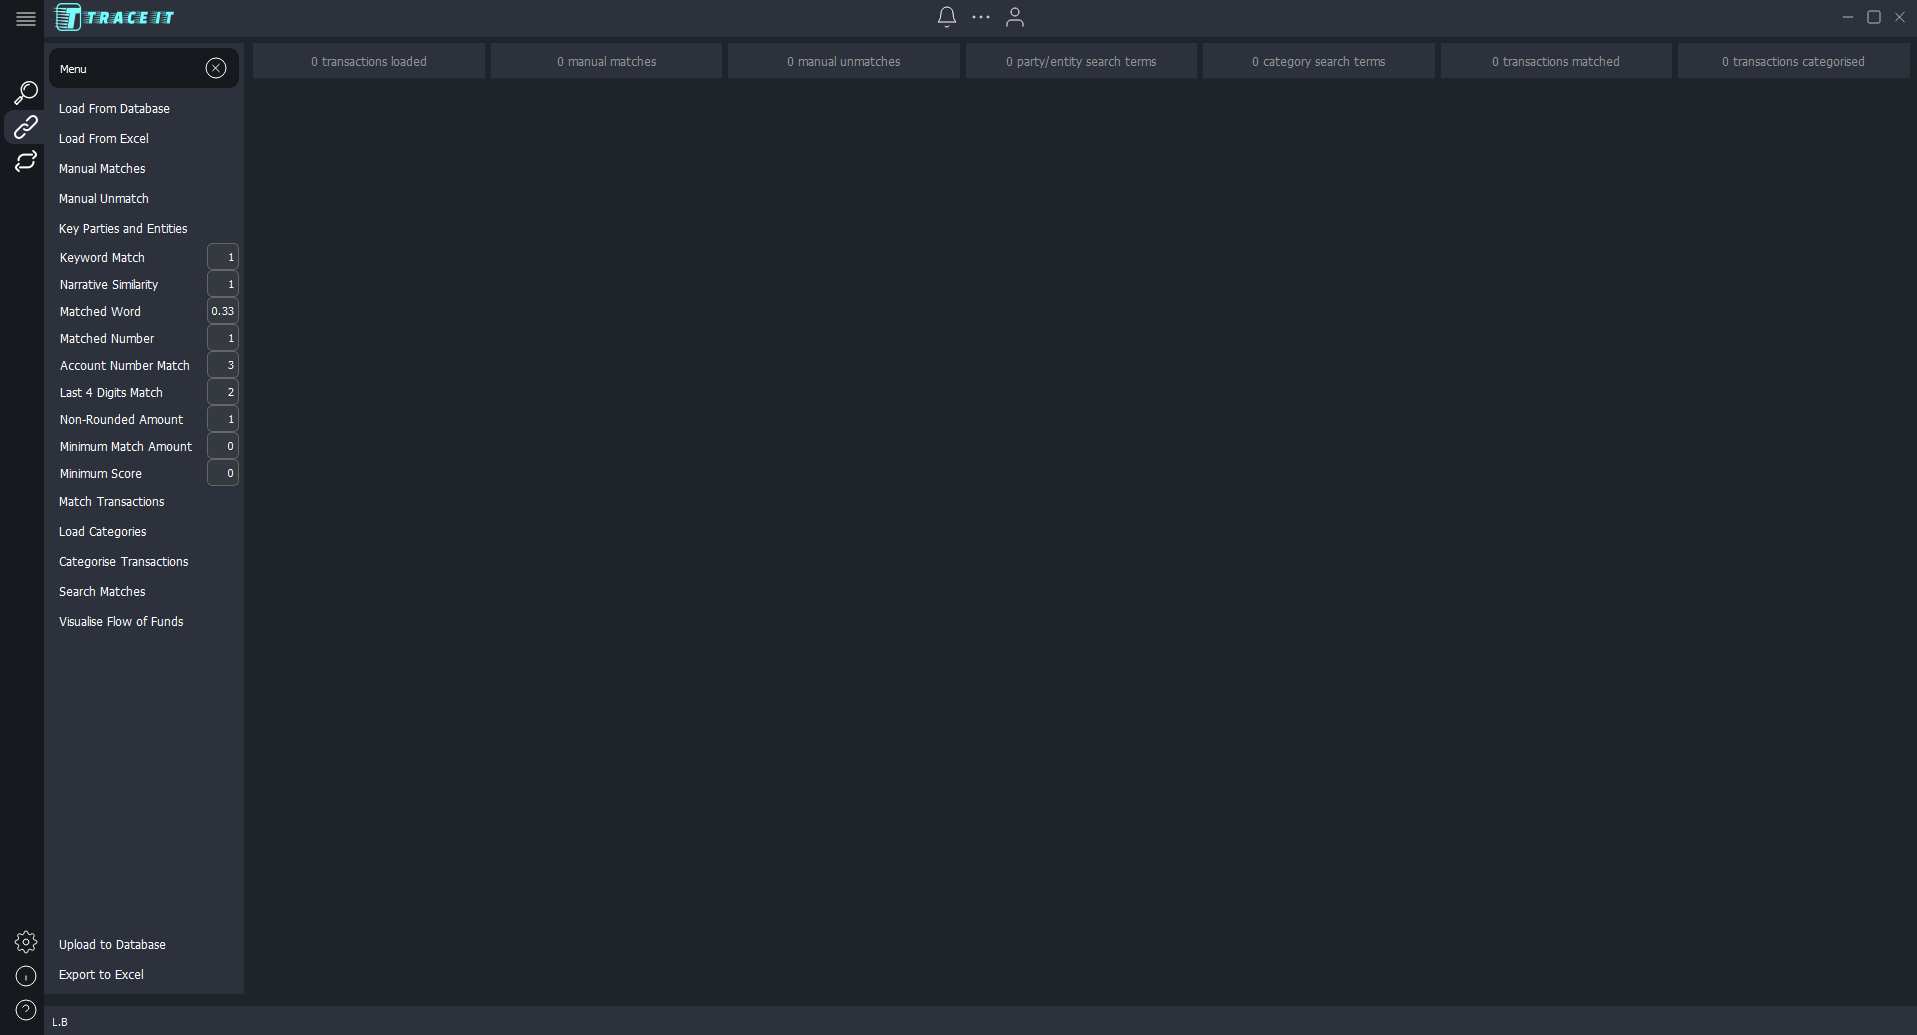 TRACE IT
Menu
0 transactions loaded
0 manual matches
0 manual unmatches
0 party/entity search terms
0 category search terms
0 transactions matched
0 transactions categorised
Load From Database
Load From Excel
Manual Matches
Manual Unmatch
Key Parties and Entities
Keyword Match 1
Narrative Similarity 1
Matched Word 0.33
Matched Number 1
Account Number Match 3
Last 4 Digits Match 2
Non-Rounded Amount 1
Minimum Match Amount 0
Minimum Score 0
Match Transactions
Load Categories
Categorise Transactions
Search Matches
Visualise Flow of Funds
Upload to Database
Export to Excel
L.B